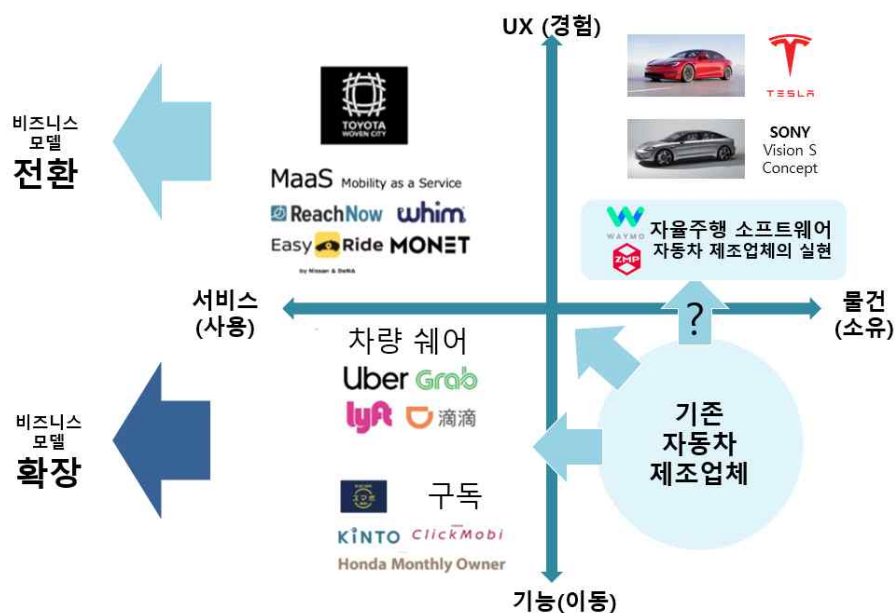 UX (경험)
TESLA
SONY
Vision S
Concept
TOYOTA
WOVEN CITY
비즈니스
모델
전환
MaaS Mobility as a Service
ReachNow whim
Easy Ride MONET
by Nissan & DeNA
WAYMO
ZMP
자율주행 소프트웨어
자동차 제조업체의 실현
서비스
(사용)
물건
(소유)
?
차량 쉐어
Uber Grab
lyft 滴滴
기존
자동차
제조업체
비즈니스
모델
확장
구독
KINTO ClickMobi
Honda Monthly Owner
기능(이동)